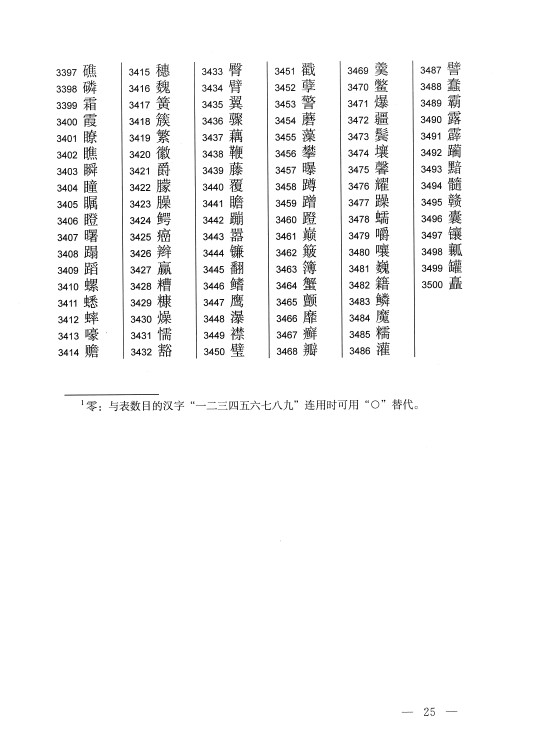 3397 礁 3415 穗 3433 臀 3451 戳 3469 羹 3487 譬
3398 磷 3416 魏 3434 臂 3452 孽 3470 鳖 3488 蠢
3399 霜 3417 簧 3435 翼 3453 警 3471 爆 3489 霸
3400 霞 3418 簇 3436 骤 3454 蘑 3472 疆 3490 露
3401 瞭 3419 繁 3437 藕 3455 藻 3473 鬓 3491 霹
3402 瞧 3420 徽 3438 鞭 3456 攀 3474 壤 3492 躏
3403 瞬 3421 爵 3439 藤 3457 曝 3475 馨 3493 黯
3404 瞳 3422 朦 3440 覆 3458 蹲 3476 耀 3494 髓
3405 瞩 3423 臊 3441 瞻 3459 蹭 3477 躁 3495 赣
3406 瞪 3424 鳄 3442 蹦 3460 蹬 3478 蠕 3496 囊
3407 曙 3425 癌 3443 嚣 3461 巅 3479 嚼 3497 镶
3408 蹋 3426 辫 3444 镰 3462 簸 3480 嚷 3498 瓤
3409 蹈 3427 赢 3445 翻 3463 簿 3481 巍 3499 罐
3410 螺 3428 糟 3446 鳍 3464 蟹 3482 籍 3500 矗
3411 蟋 3429 糠 3447 鹰 3465 颤 3483 鳞
3412 蟀 3430 燥 3448 瀑 3466 靡 3484 魔
3413 嚎 3431 懦 3449 襟 3467 癣 3485 糯
3414 赡 3432 豁 3450 璧 3468 瓣 3486 灌
1零：与表数目的汉字“一二三四五六七八九”连用时可用“〇”替代。
— 25 —